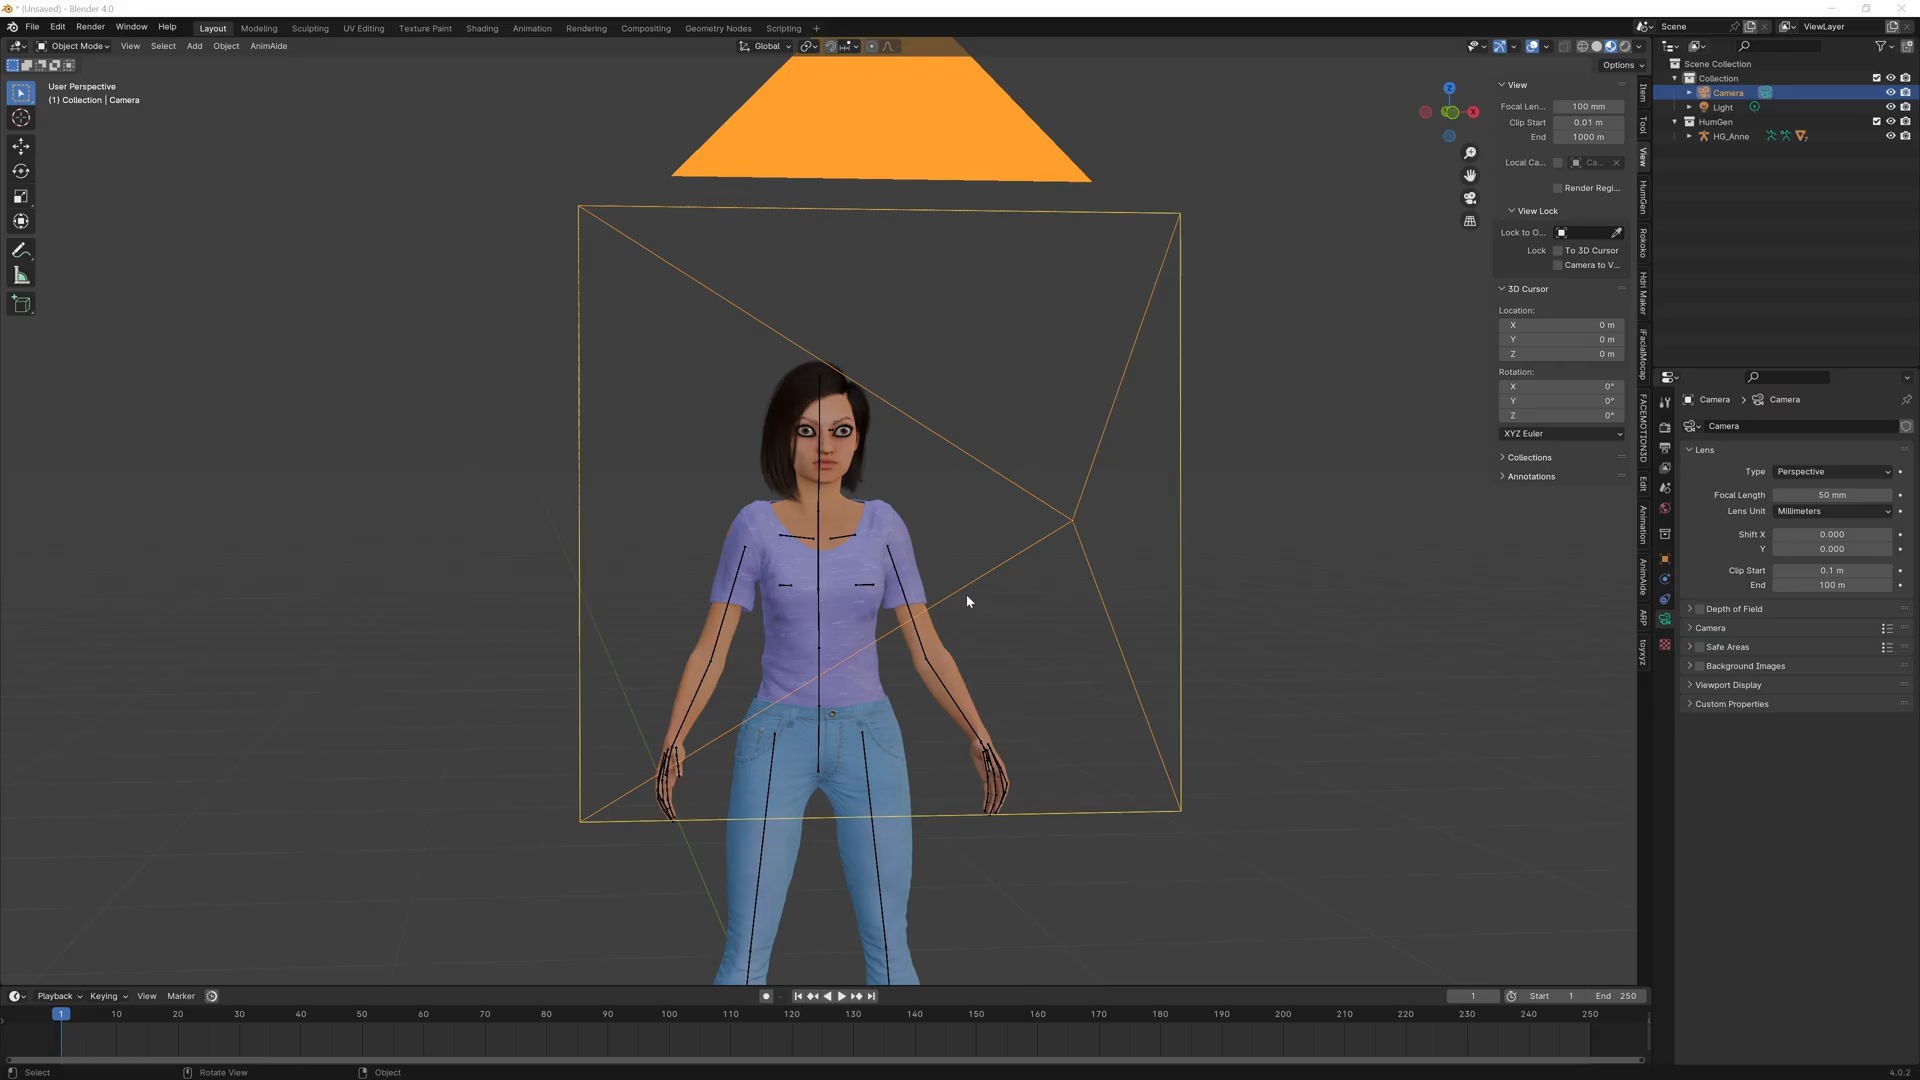 * (Unsaved) - Blender 4.0
File Edit Render Window Help Layout Modeling Sculpting UV Editing Texture Paint Shading Animation Rendering Compositing Geometry Nodes Scripting + Scene ViewLayer
Object Mode View Select Add Object AnimAide Global
Options
User Perspective
(1) Collection | Camera
Z
X
View
Focal Len... 100 mm
Clip Start 0.01 m
End 1000 m
Local Ca... Ca...
Render Regi...
View Lock
Lock to O...
Lock To 3D Cursor
Camera to V...
3D Cursor
Location:
X 0 m
Y 0 m
Z 0 m
Rotation:
X 0°
Y 0°
Z 0°
XYZ Euler
Collections
Annotations
Item
Tool
View
HumGen
Rokoko
Hdri Maker
iFacialMocap
FACEMOTION3D
Edit
Animation
AnimAide
ARP
toyxyz
Scene Collection
Collection
Camera
Light
HumGen
HG_Anne
Camera > Camera
Camera
Lens
Type Perspective
Focal Length 50 mm
Lens Unit Millimeters
Shift X 0.000
Y 0.000
Clip Start 0.1 m
End 100 m
Depth of Field
Camera
Safe Areas
Background Images
Viewport Display
Custom Properties
Playback Keying View Marker 1 Start 1 End 250
1 10 20 30 40 50 60 70 80 90 100 110 120 130 140 150 160 170 180 190 200 210 220 230 240 250
Select Rotate View Object 4.0.2